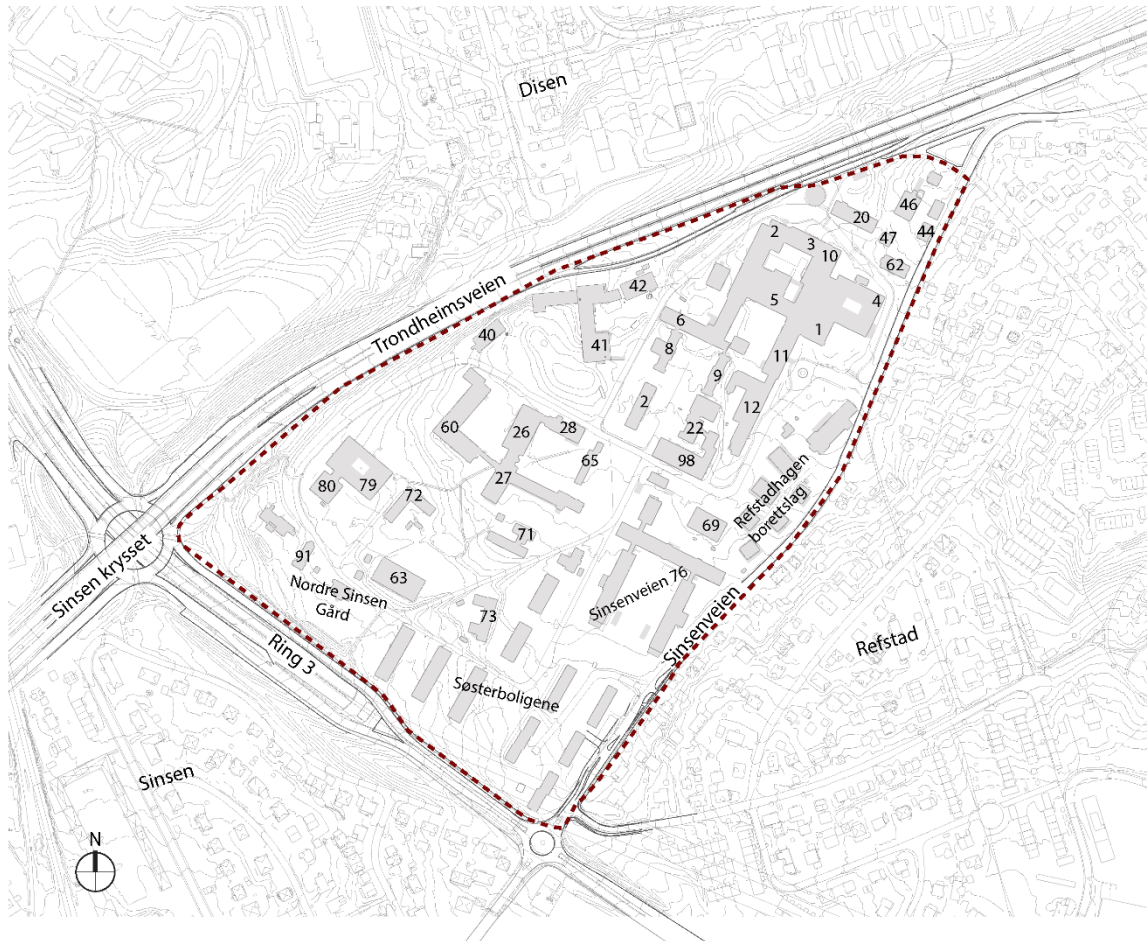 Disen
46
20
44
2
3
47
10
62
42
5
4
Trondheimsveien
6
40
1
41
8
11
9
2
12
60
26
28
22
65
98
27
80
79
72
Refstadhagen
borettslag
69
71
Sinsen krysset
91
63
Nordre Sinsen
Gård
Sinsenveien 76
73
Sinsenveien
Refstad
Ring 3
Søsterboligene
Sinsen
N